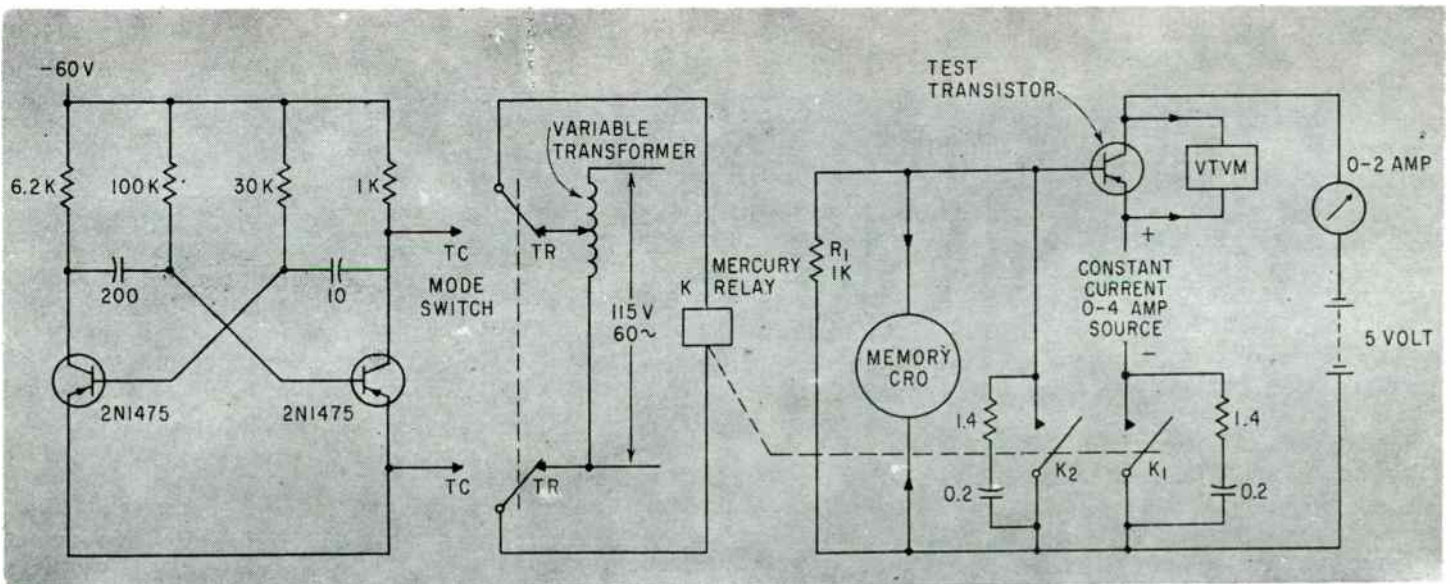 -60V
6.2K
100K
30K
1K
200
10
2N1475
2N1475
TC
MODE
SWITCH
TC
TR
TR
VARIABLE
TRANSFORMER
115V
60~
K
MERCURY
RELAY
R1
1K
MEMORY
CRO
TEST
TRANSISTOR
VTVM
+
CONSTANT
CURRENT
0-4 AMP
SOURCE
-
1.4
0.2
K2
K1
1.4
0.2
0-2 AMP
5 VOLT